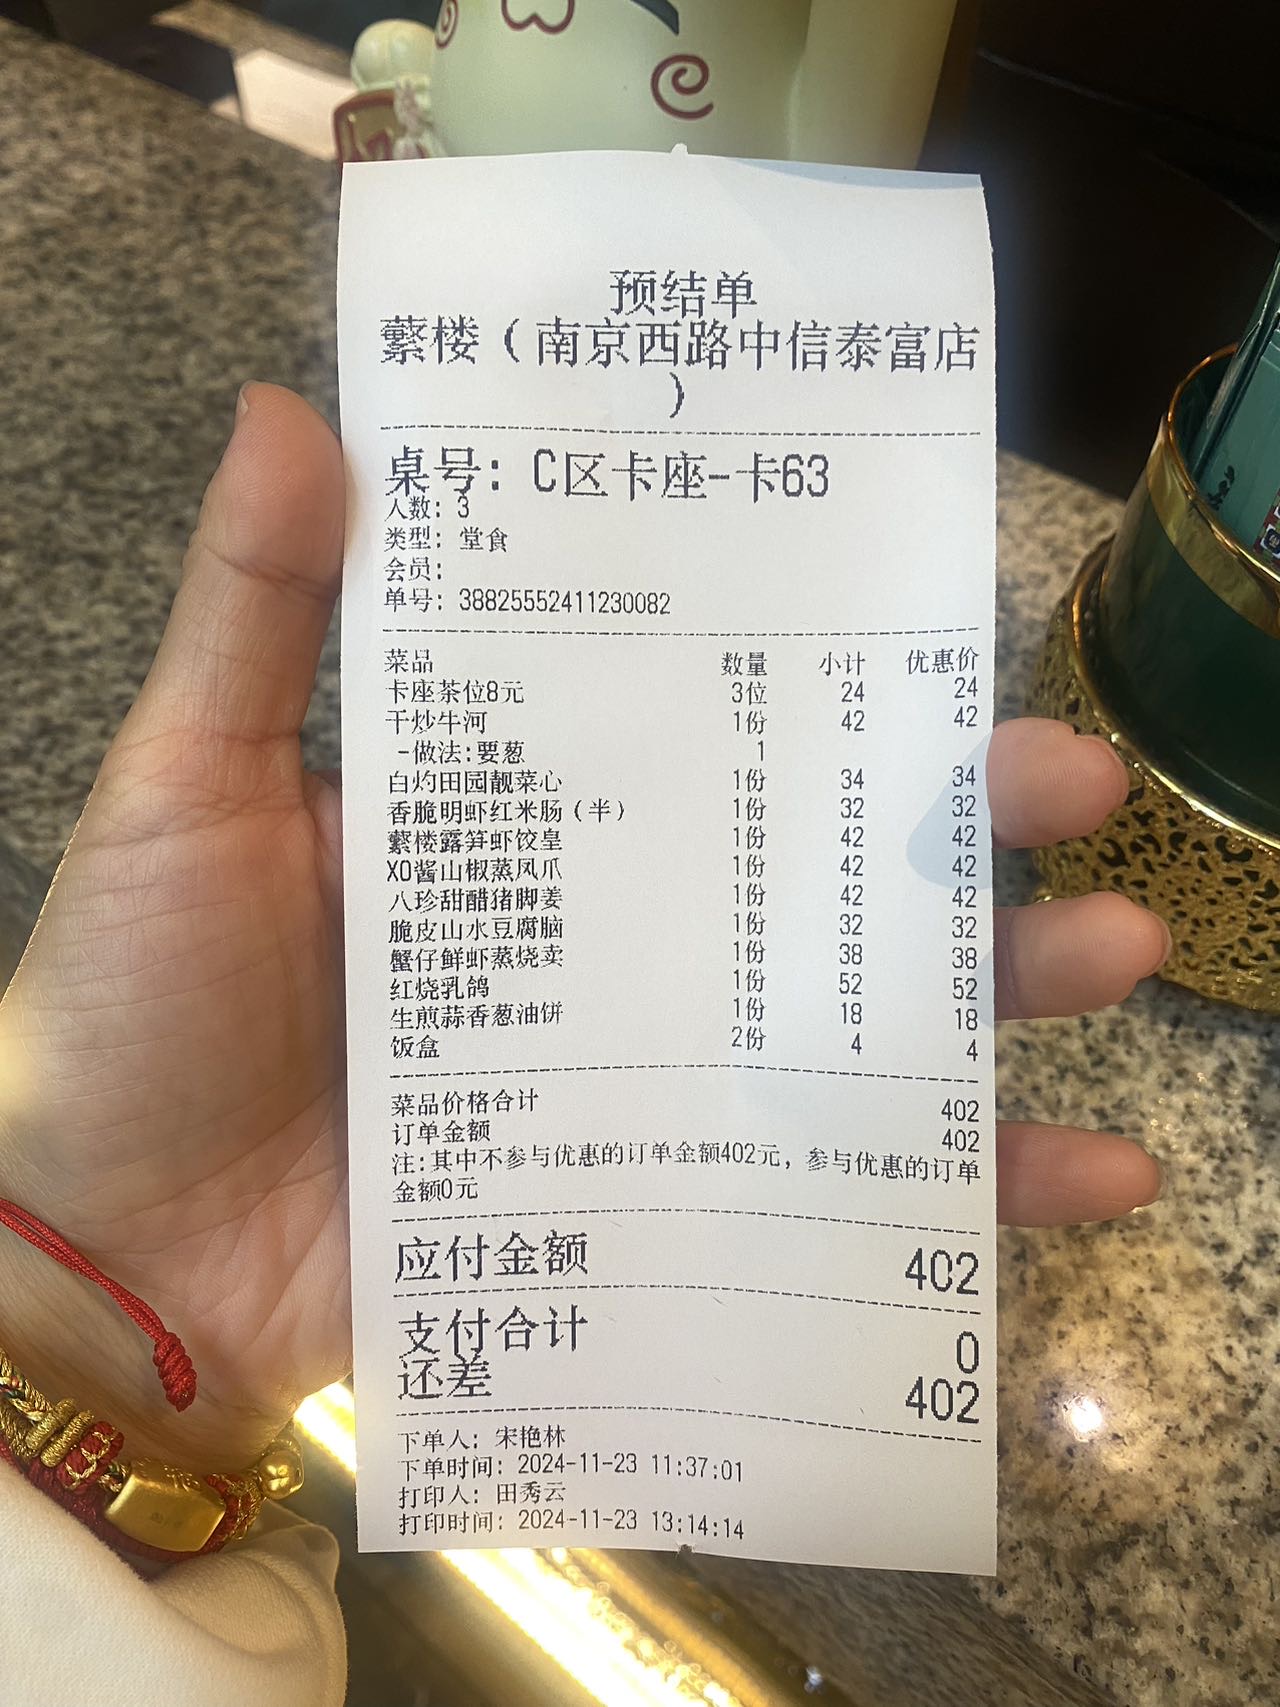 预结单
蘩楼（南京西路中信泰富店
）
桌号: C区卡座-卡63
人数: 3
类型: 堂食
会员:
单号: 38825552411230082
菜品 数量 小计 优惠价
卡座茶位8元 3位 24 24
干炒牛河 1份 42 42
-做法:要葱 1
白灼田园靓菜心 1份 34 34
香脆明虾红米肠（半） 1份 32 32
蘩楼露笋虾饺皇 1份 42 42
XO酱山椒蒸凤爪 1份 42 42
八珍甜醋猪脚姜 1份 42 42
脆皮山水豆腐脑 1份 32 32
蟹仔鲜虾蒸烧卖 1份 38 38
红烧乳鸽 1份 52 52
生煎蒜香葱油饼 1份 18 18
饭盒 2份 4 4
菜品价格合计 402
订单金额 402
注:其中不参与优惠的订单金额402元，参与优惠的订单
金额0元
应付金额 402
支付合计 0
还差 402
下单人: 宋艳林
下单时间: 2024-11-23 11:37:01
打印人: 田秀云
打印时间: 2024-11-23 13:14:14